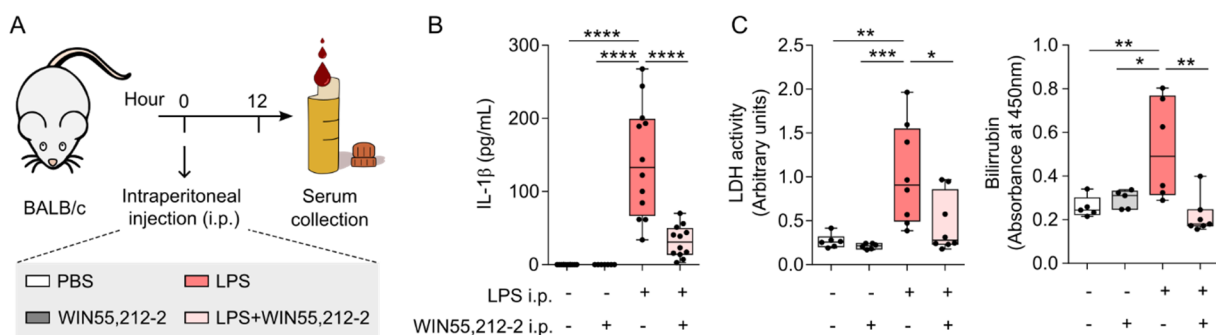 A
Hour 0 12
BALB/c
Intraperitoneal
injection (i.p.)
Serum
collection
PBS
LPS
WIN55,212-2
LPS+WIN55,212-2
B
IL-1β (pg/mL)
300
200
100
0
**** 
**** ****
LPS i.p. - - + +
WIN55,212-2 i.p. - + - +
C
LDH activity
(Arbitrary units)
2.5
2.0
1.5
1.0
0.5
0.0
**
*** *
- - + +
- + - +
Bilirrubin
(Absorbance at 450nm)
1.0
0.8
0.6
0.4
0.2
0.0
**
* **
- - + +
- + - +